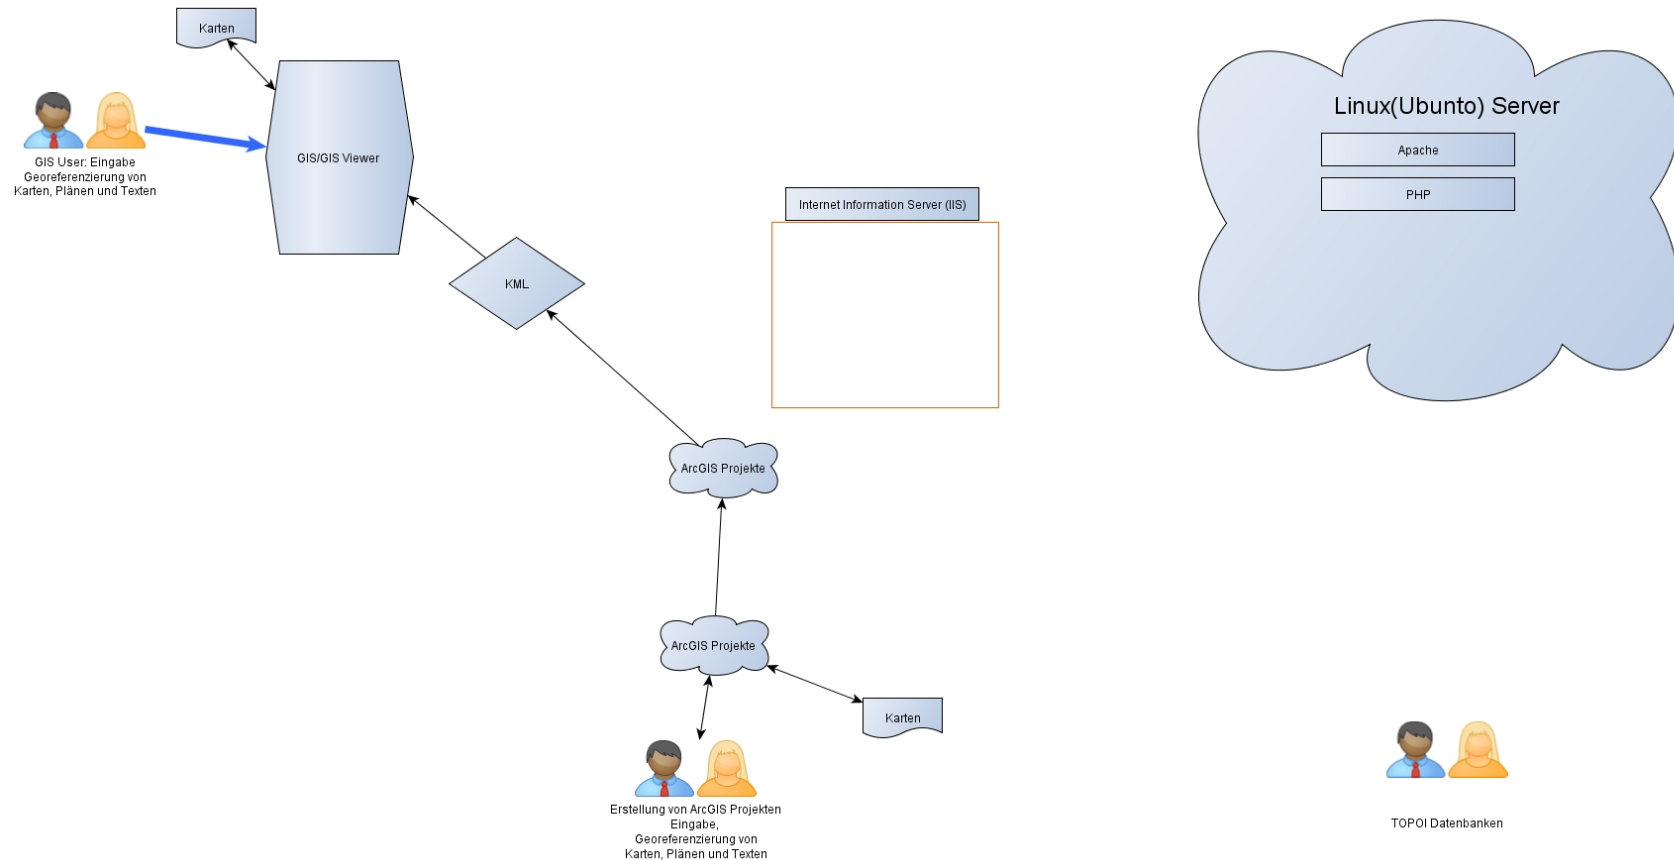 Karten
GIS User: Eingabe
Georeferenzierung von
Karten, Plänen und Texten
GIS/GIS Viewer
KML
Internet Information Server (IIS)
Linux(Ubunto) Server
Apache
PHP
ArcGIS Projekte
ArcGIS Projekte
Karten
Erstellung von ArcGIS Projekten
Eingabe,
Georeferenzierung von
Karten, Plänen und Texten
TOPOI Datenbanken